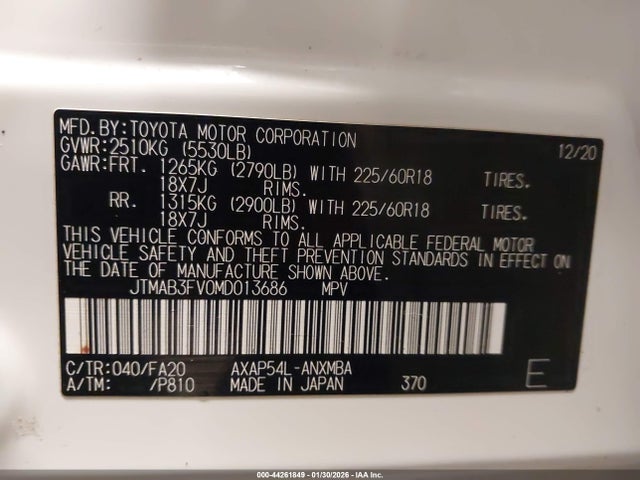 MFD.BY:TOYOTA MOTOR CORPORATION 12/20
GVWR:2510KG (5530LB)
GAWR:FRT. 1265KG (2790LB) WITH 225/60R18 TIRES.
18X7J RIMS.
RR. 1315KG (2900LB) WITH 225/60R18 TIRES.
18X7J RIMS.
THIS VEHICLE CONFORMS TO ALL APPLICABLE FEDERAL MOTOR
VEHICLE SAFETY AND THEFT PREVENTION STANDARDS IN EFFECT ON
THE DATE OF MANUFACTURE SHOWN ABOVE.
JTMAB3FV0MD013686 MPV
C/TR:040/FA20 AXAP54L-ANXMBA
A/TM: /P810 MADE IN JAPAN 370 E
000-44261849 - 01/30/2026 - IAA Inc.